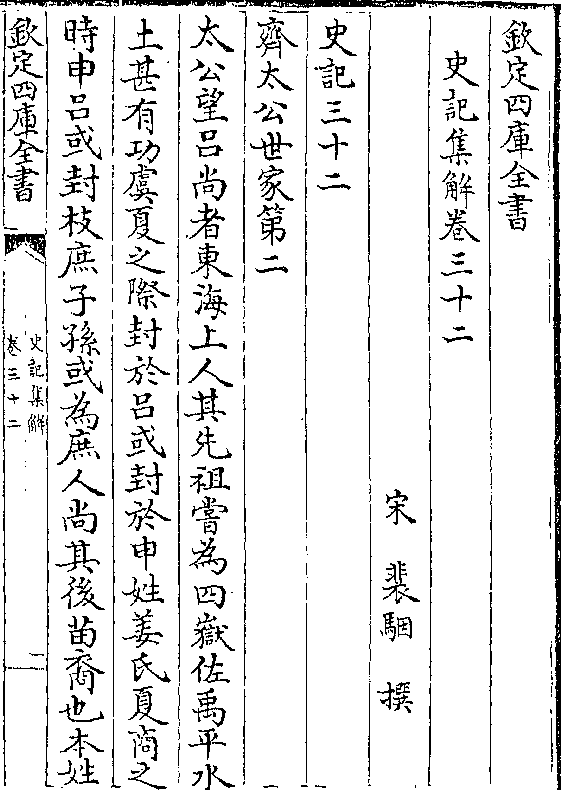 欽定四庫全書
史記集解卷三十二
宋 裴駰 撰
史記三十二
齊太公世家第二
太公望呂尚者東海上人其先祖嘗為四嶽佐禹平水
土甚有功虞夏之際封於呂或封於申姓姜氏夏商之
時申呂或封枝庶子孫或為庶人尚其後苗裔也本姓
欽定四庫全書
史記集解
卷三十二
一